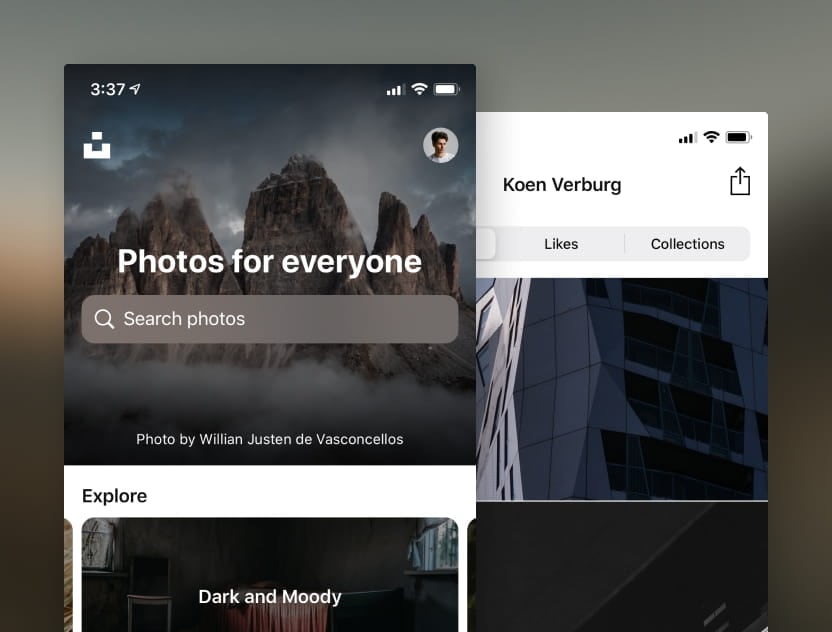 3:37
Photos for everyone
Search photos
Photo by Willian Justen de Vasconcellos
Explore
Dark and Moody
Koen Verburg
Likes
Collections